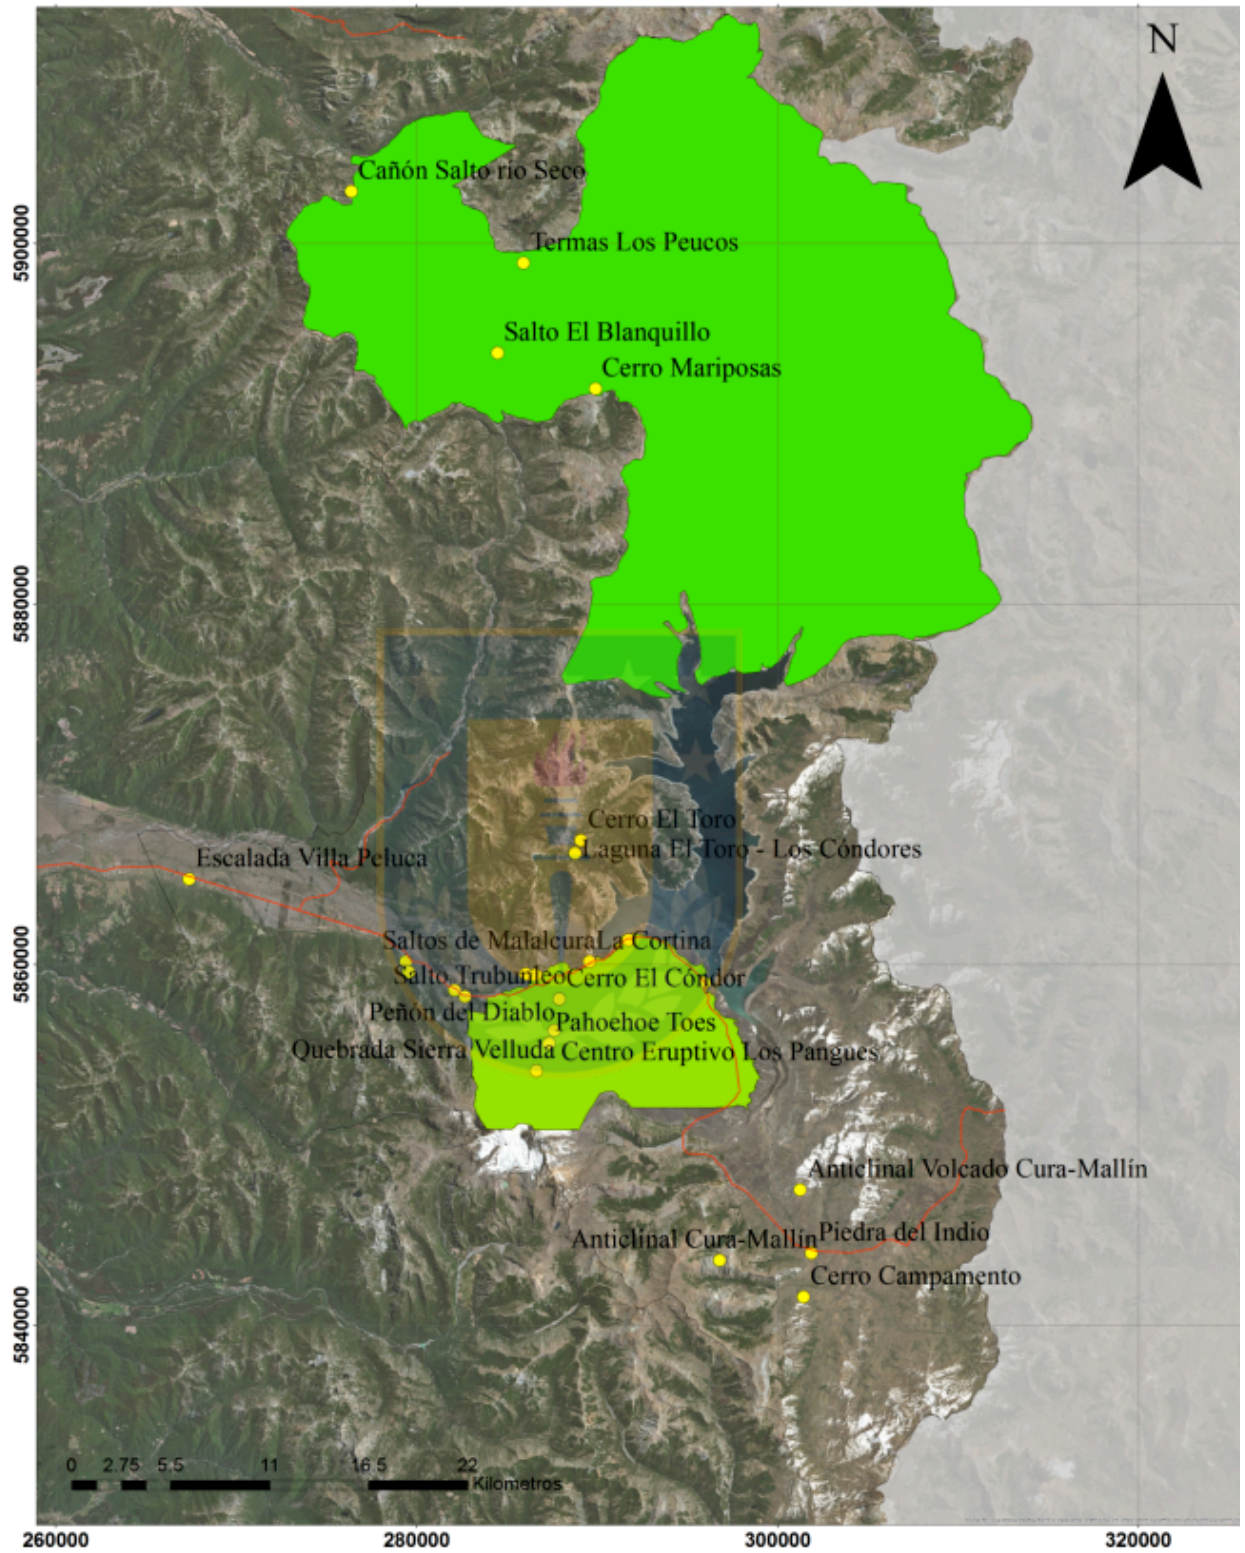 N
Cañón Salto río Seco
5900000
Termas Los Peucos
Salto El Blanquillo
Cerro Mariposas
5880000
Cerro El Toro
Laguna El Toro - Los Cóndores
Escalada Villa Peluca
Saltos de Malalcura
La Cortina
5860000
Salto Trubunleo
Cerro El Cóndor
Peñón del Diablo
Pahoehoe Toes
Quebrada Sierra Velluda
Centro Eruptivo Los Pangues
Anticlinal Volcado Cura-Mallín
Anticlinal Cura-Mallín
Piedra del Indio
Cerro Campamento
5840000
0 2.75 5.5 11 16.5 22
Kilometros
260000 280000 300000 320000